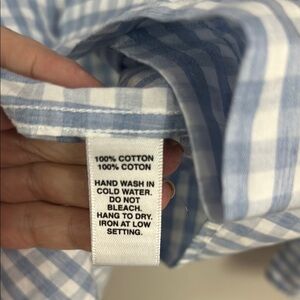 100% COTTON
100% COTON
HAND WASH IN
COLD WATER.
DO NOT
BLEACH.
HANG TO DRY.
IRON AT LOW
SETTING.